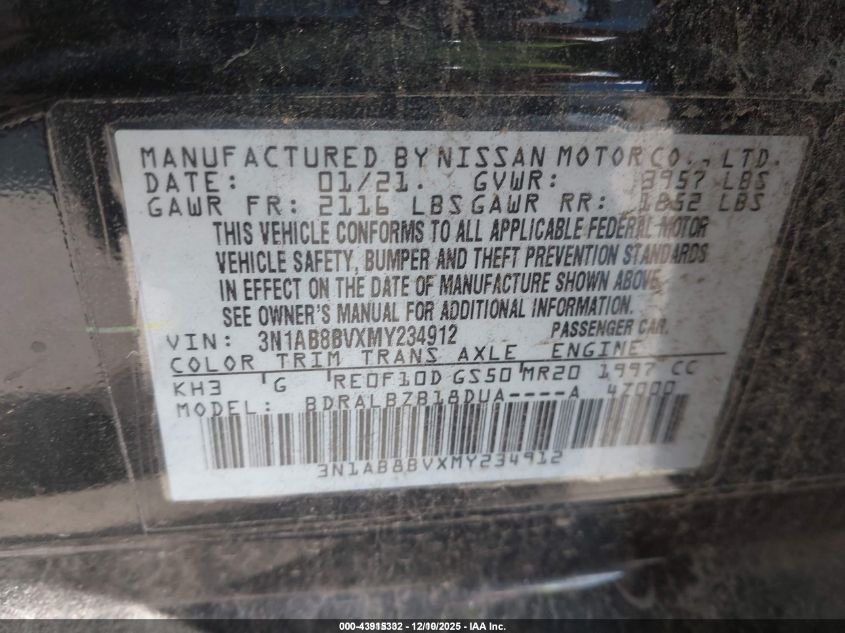 MANUFACTURED BY NISSAN MOTOR CO., LTD.
DATE: 01/21. GVWR: 3957 LBS
GAWR FR: 2116 LBS GAWR RR: 1852 LBS
THIS VEHICLE CONFORMS TO ALL APPLICABLE FEDERAL MOTOR
VEHICLE SAFETY, BUMPER AND THEFT PREVENTION STANDARDS
IN EFFECT ON THE DATE OF MANUFACTURE SHOWN ABOVE.
SEE OWNER'S MANUAL FOR ADDITIONAL INFORMATION.
VIN: 3N1AB8BVXMY234912 PASSENGER CAR.
COLOR TRIM TRANS AXLE ENGINE
KH3 'G 'RE0F10D GS50'MR20 1997 CC
MODEL: BDRALBZB18DUA----A 4Z000
3N1AB8BVXMY234912
000-43915332 - 12/10/2025 - IAA Inc.